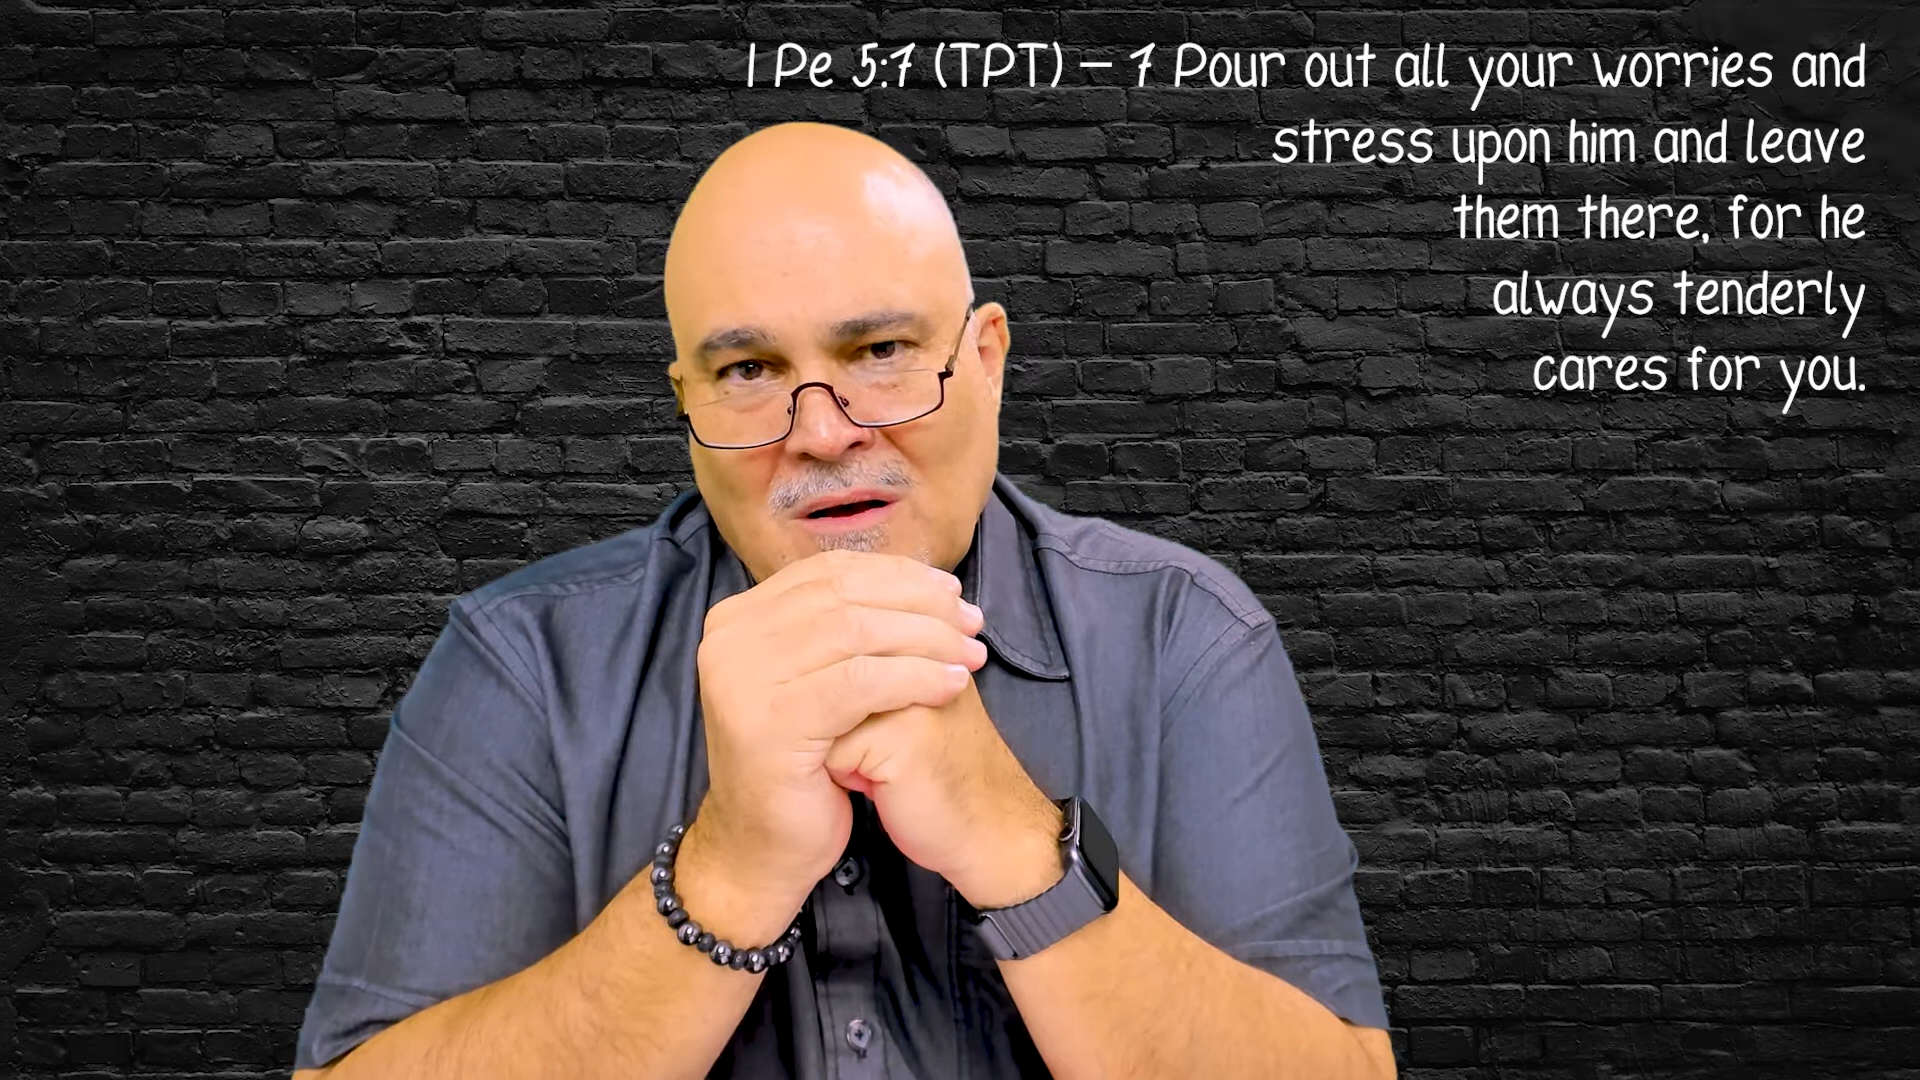 I Pe 5:7 (TPT) – 7 Pour out all your worries and
stress upon him and leave
them there, for he
always tenderly
cares for you.